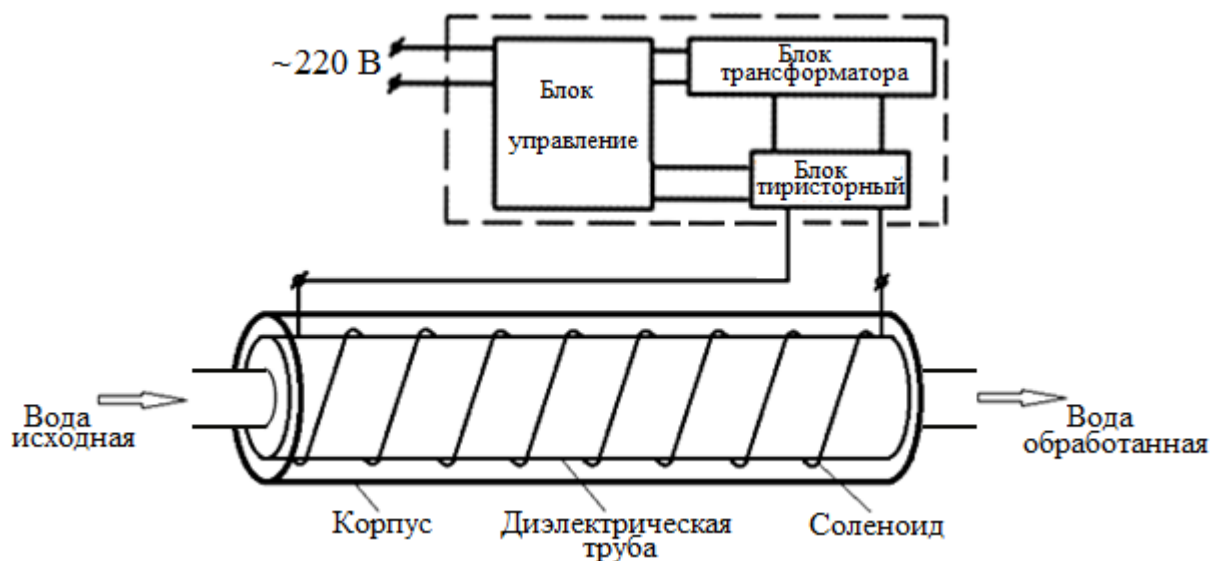 ~220 В
Блок
управление
Блок
трансформатора
Блок
тиристорный
Вода
исходная
Вода
обработанная
Корпус
Диэлектрическая
труба
Соленоид